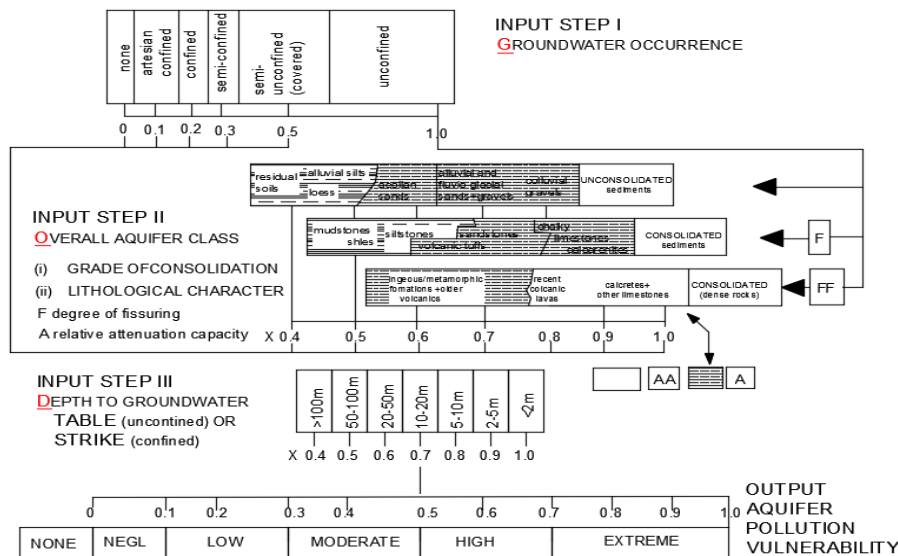 INPUT STEP I
GROUNDWATER OCCURRENCE
none
artesian
confined
confined
semi-confined
semi-
unconfined
(covered)
unconfined
0 0.1 0.2 0.3 0.5 1.0
INPUT STEP II
OVERALL AQUIFER CLASS
(i) GRADE OFCONSOLIDATION
(ii) LITHOLOGICAL CHARACTER
F degree of fissuring
A relative attenuation capacity
residual
soils
alluvial silts
loess
aeolian
sands
alluvial and
fluvio glacial
sands+graves
colluvial
gravels
UNCONSOLIDATED
sediments
mudstones
shles
siltstones
sandstones
volcanic tuffs
chalky
limestones
calcarenites
CONSOLIDATED
sediments
F
ingeous/metamorphic
fomations +older
volcanics
recent
colcanic
lavas
calcretes+
other limestones
CONSOLIDATED
(dense rocks)
FF
X 0.4 0.5 0.6 0.7 0.8 0.9 1.0
AA A
INPUT STEP III
DEPTH TO GROUNDWATER
TABLE (uncontined) OR
STRIKE (confined)
>100m
50-100m
20-50m
10-20m
5-10m
2-5m
<2m
X 0.4 0.5 0.6 0.7 0.8 0.9 1.0
0 0.1 0.2 0.3 0.4 0.5 0.6 0.7 0.8 0.9 1.0
NONE NEGL LOW MODERATE HIGH EXTREME
OUTPUT
AQUIFER
POLLUTION
VULNERABILITY